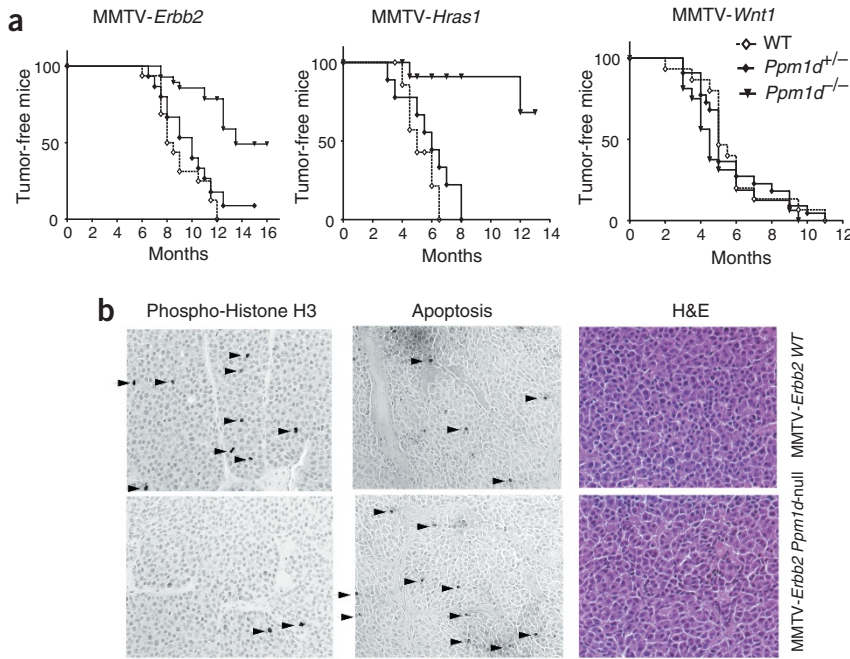 a
MMTV-Erbb2
MMTV-Hras1
MMTV-Wnt1
WT
Ppm1d+/–
Ppm1d–/–
Tumor-free mice
100
50
0
0 2 4 6 8 10 12 14 16
Months
Tumor-free mice
100
50
0
0 2 4 6 8 10 12 14
Months
Tumor-free mice
100
50
0
0 2 4 6 8 10 12
Months
b
Phospho-Histone H3
Apoptosis
H&E
MMTV-Erbb2 WT
MMTV-Erbb2 Ppm1d-null